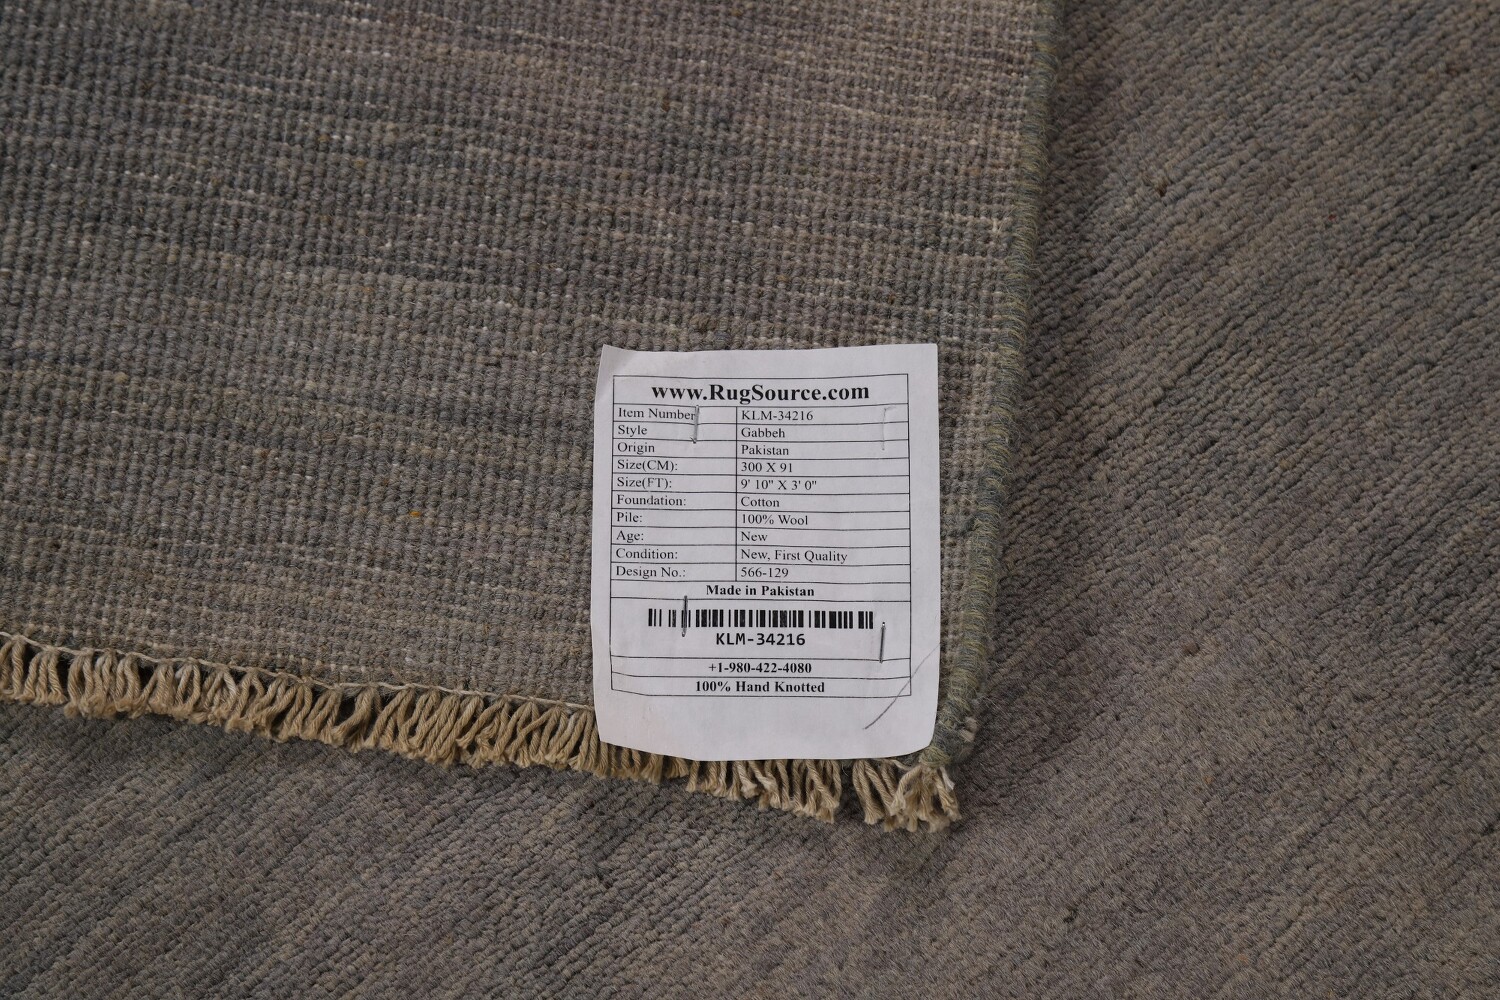 www.RugSource.com
Item Number KLM-34216
Style Gabbeh
Origin Pakistan
Size(CM): 300 X 91
Size(FT): 9' 10" X 3' 0"
Foundation: Cotton
Pile: 100% Wool
Age: New
Condition: New, First Quality
Design No.: 566-129
Made in Pakistan
KLM-34216
+1-980-422-4080
100% Hand Knotted